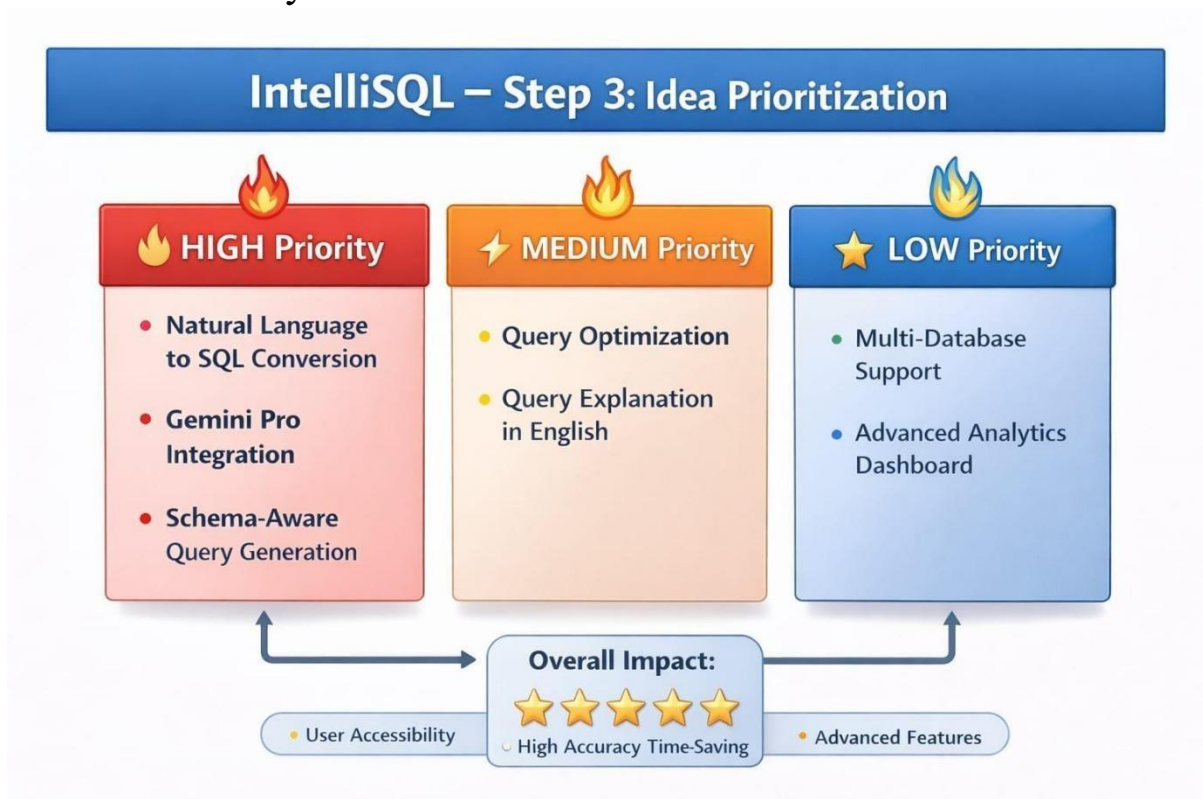 IntelliSQL – Step 3: Idea Prioritization
HIGH Priority
Natural Language
to SQL Conversion
Gemini Pro
Integration
Schema-Aware
Query Generation
MEDIUM Priority
Query Optimization
Query Explanation
in English
LOW Priority
Multi-Database
Support
Advanced Analytics
Dashboard
Overall Impact:
User Accessibility
High Accuracy Time-Saving
Advanced Features